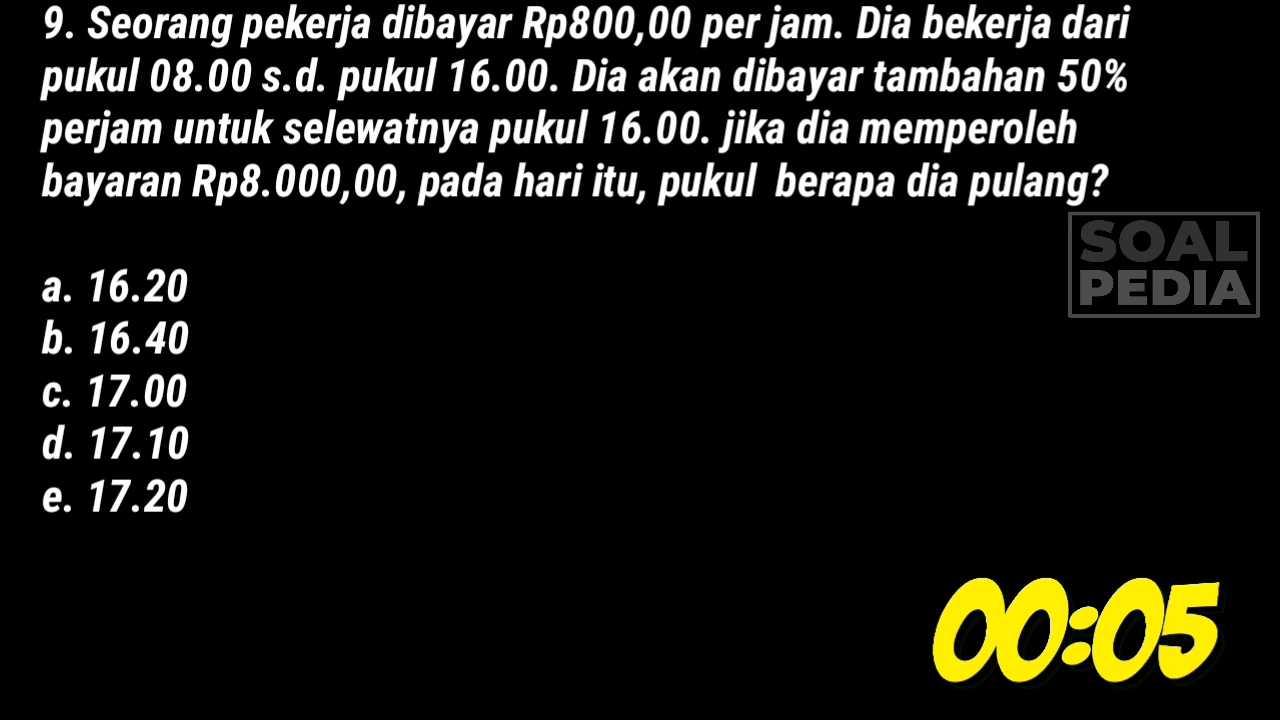 9. Seorang pekerja dibayar Rp800,00 per jam. Dia bekerja dari
pukul 08.00 s.d. pukul 16.00. Dia akan dibayar tambahan 50%
perjam untuk selewatnya pukul 16.00. jika dia memperoleh
bayaran Rp8.000,00, pada hari itu, pukul  berapa dia pulang?
a. 16.20
b. 16.40
c. 17.00
d. 17.10
e. 17.20
SOAL
PEDIA
00:05